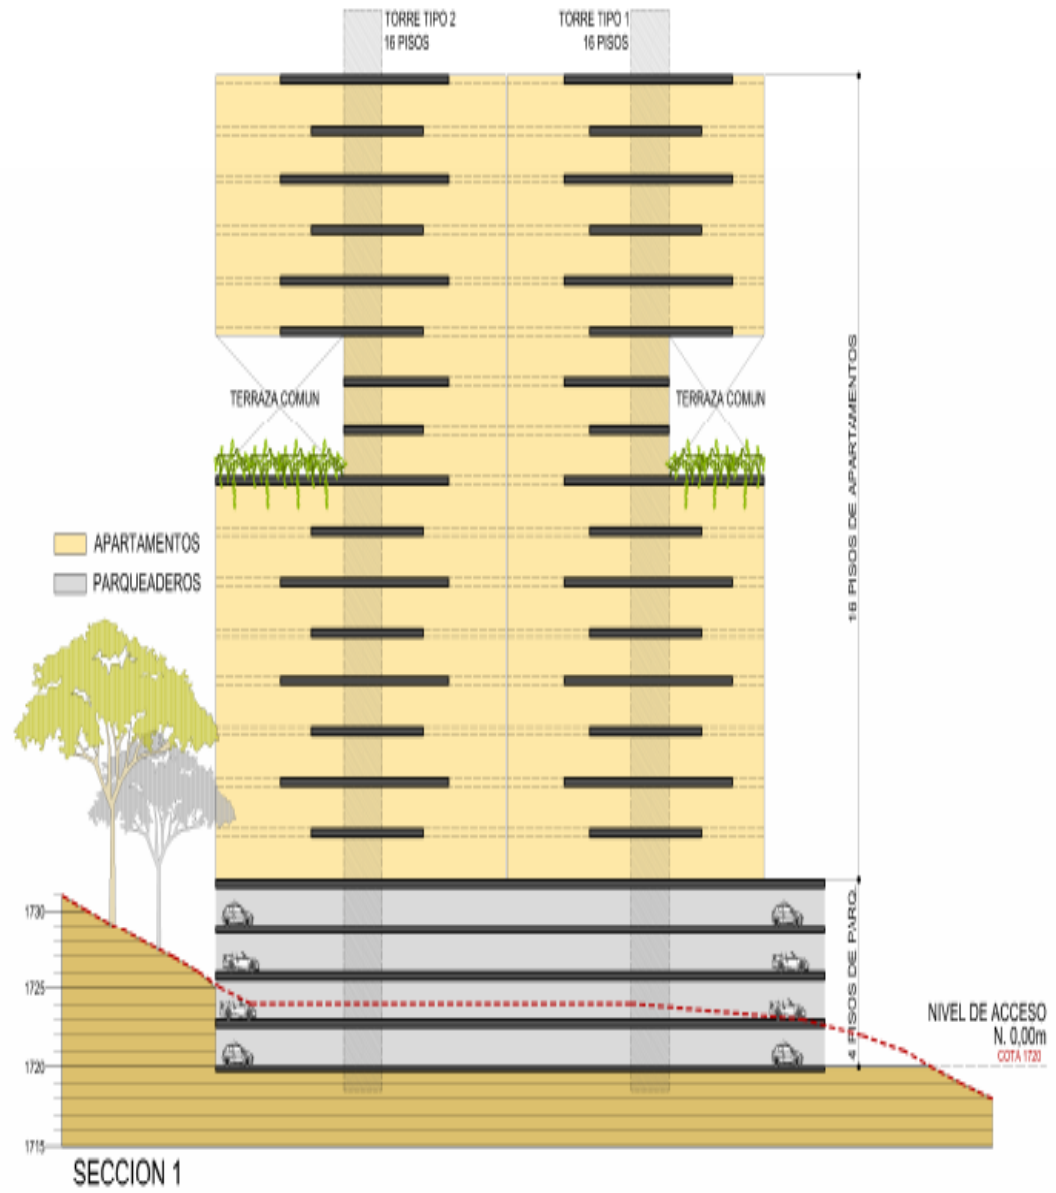 TORRE TIPO 2
16 PISOS
TORRE TIPO 1
16 PISOS
TERRAZA COMUN
TERRAZA COMUN
16 PISOS DE APARTAMENTOS
APARTAMENTOS
PARQUEADEROS
4 PISOS DE PARQ.
1730
1725
1720
1715
NIVEL DE ACCESO
N. 0,00m
COTA 1720
SECCION 1